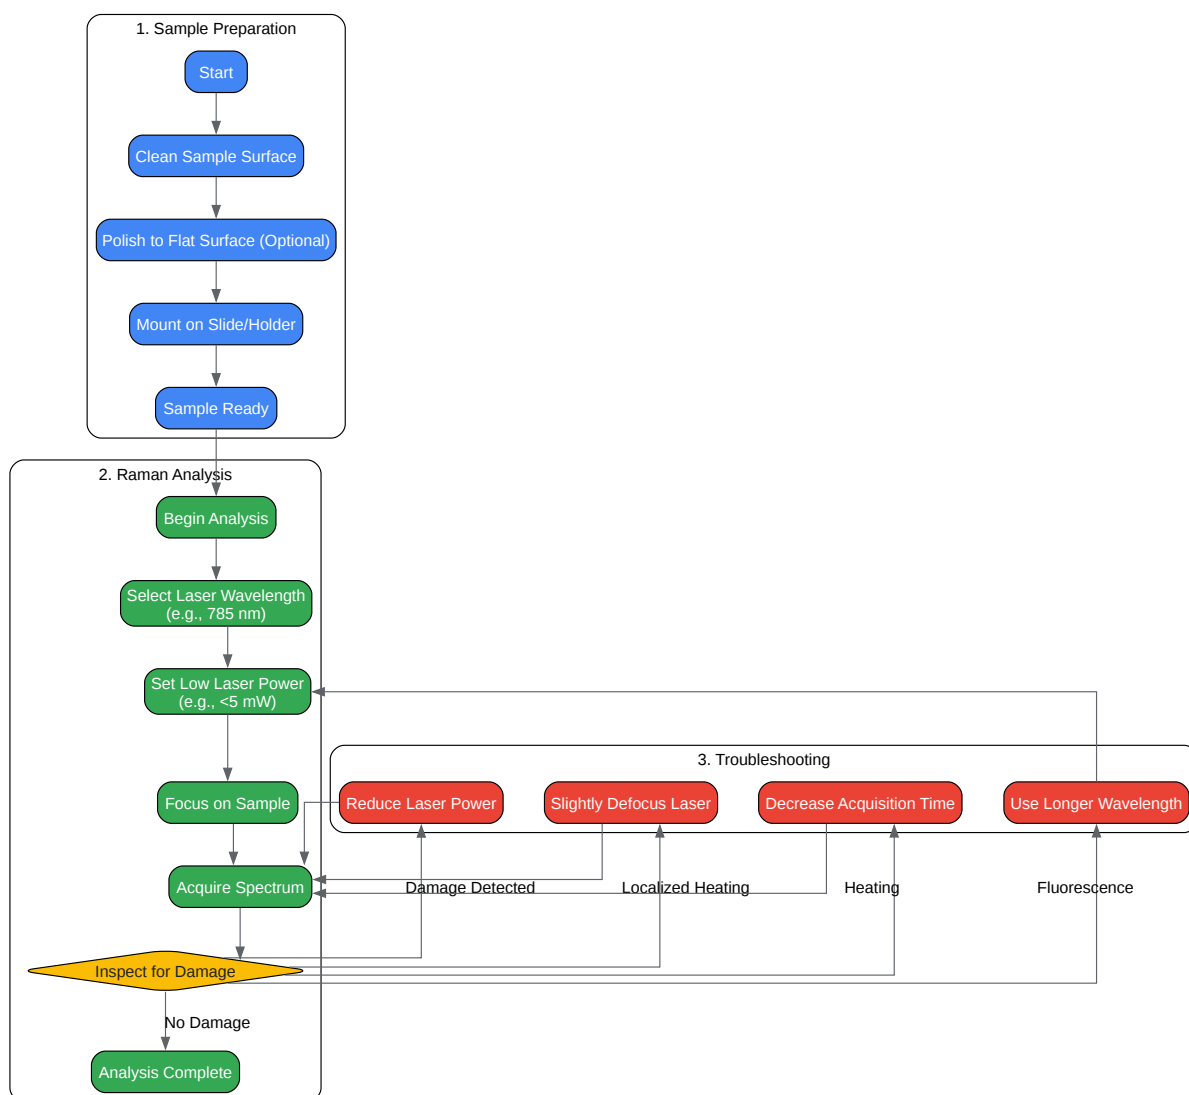 1. Sample Preparation
Start
Clean Sample Surface
Polish to Flat Surface (Optional)
Mount on Slide/Holder
Sample Ready
2. Raman Analysis
Begin Analysis
Select Laser Wavelength
(e.g., 785 nm)
Set Low Laser Power
(e.g., <5 mW)
3. Troubleshooting
Focus on Sample
Reduce Laser Power
Slightly Defocus Laser
Decrease Acquisition Time
Use Longer Wavelength
Acquire Spectrum
Damage Detected
Localized Heating
Heating
Fluorescence
Inspect for Damage
No Damage
Analysis Complete